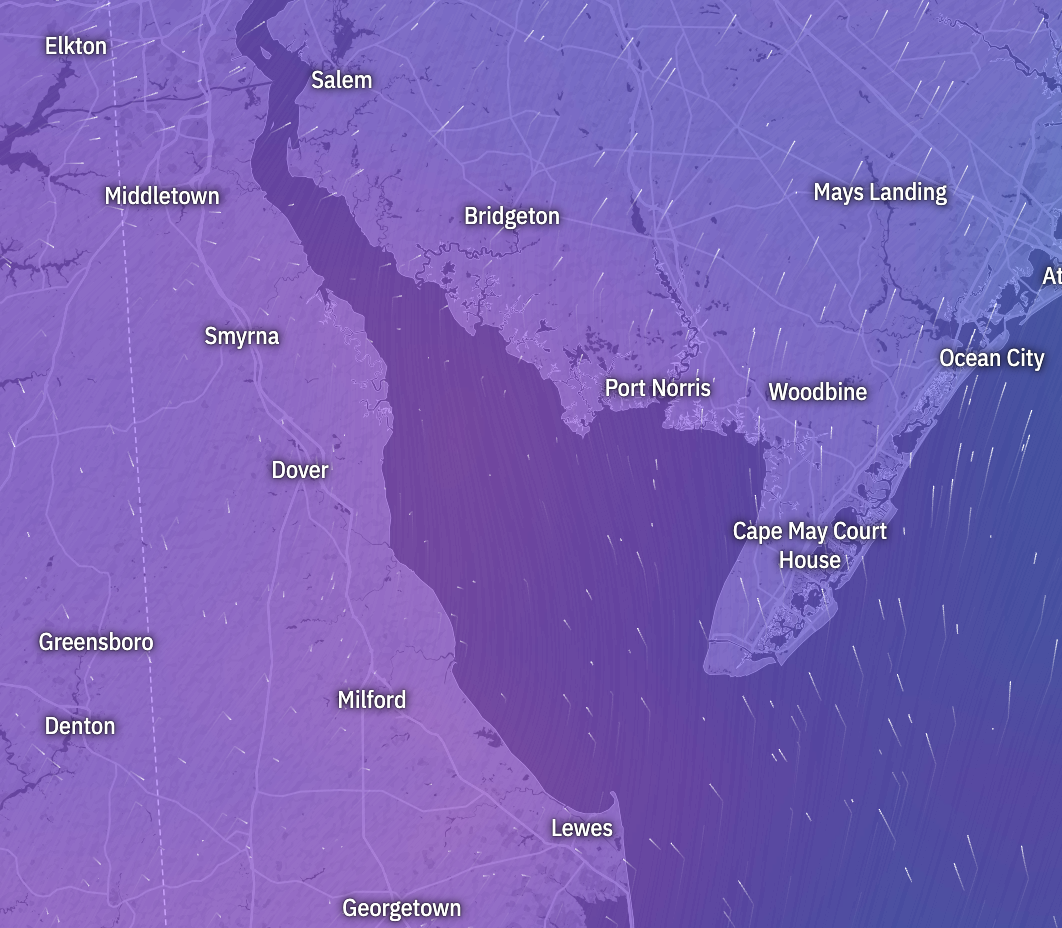 Elkton
Salem
Middletown
Bridgeton
Mays Landing
At
Smyrna
Ocean City
Port Norris
Woodbine
Dover
Cape May Court
House
Greensboro
Milford
Denton
Lewes
Georgetown